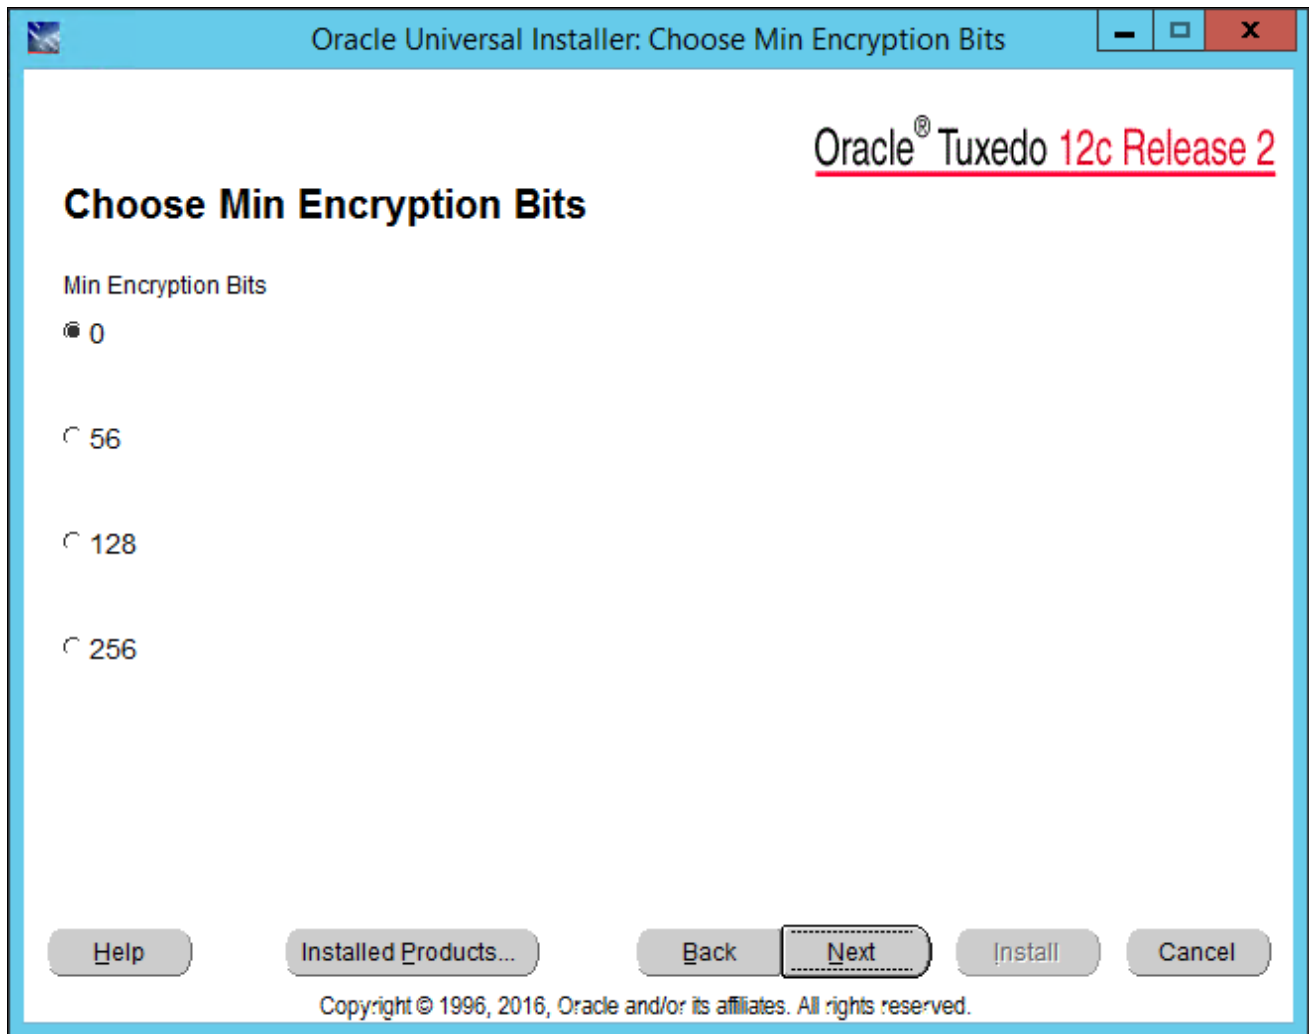 Oracle Universal Installer: Choose Min Encryption Bits
Oracle® Tuxedo 12c Release 2
Choose Min Encryption Bits
Min Encryption Bits
0
56
128
256
Help Installed Products... Back Next Install Cancel
Copyright © 1996, 2016, Oracle and/or its affiliates. All rights reserved.